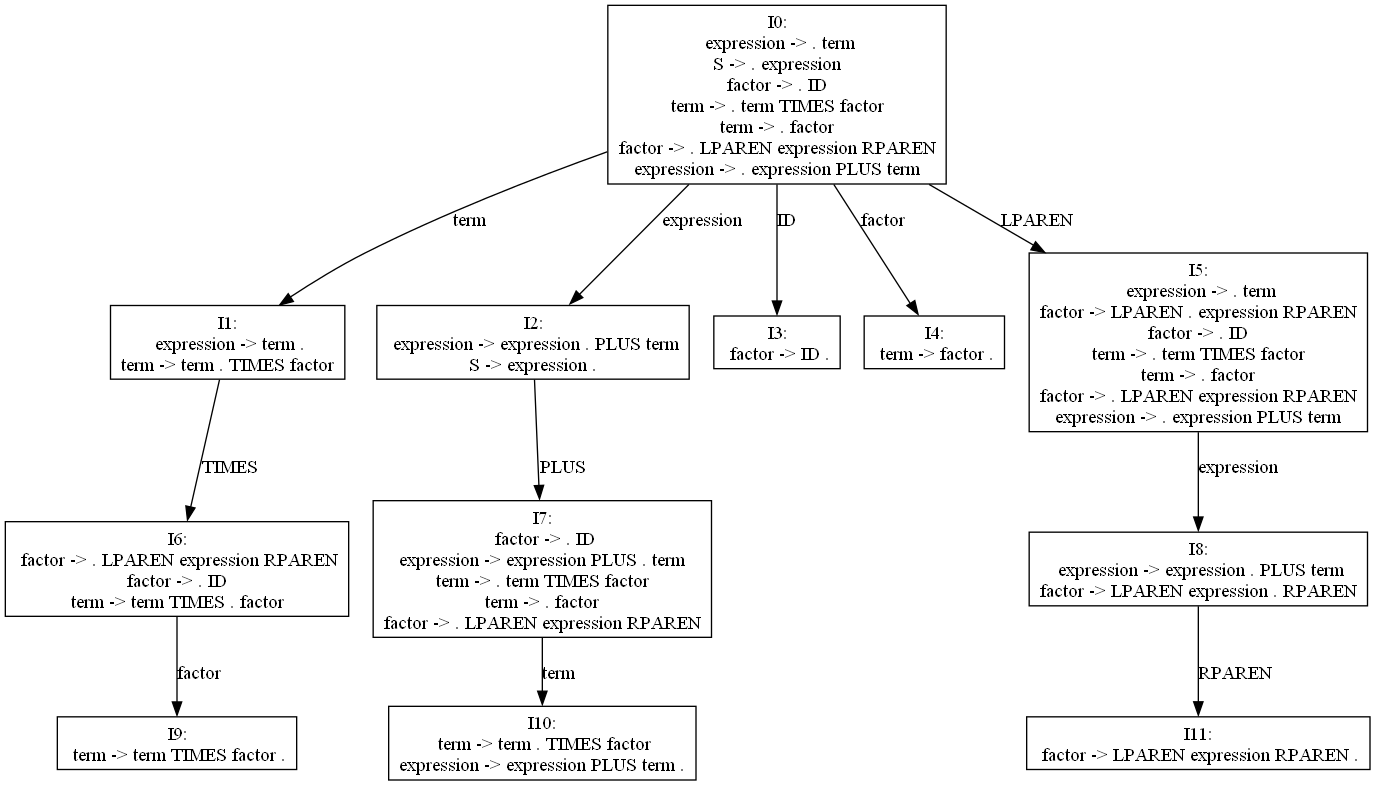 I0:
expression -> . term
S -> . expression
factor -> . ID
term -> . term TIMES factor
term -> . factor
factor -> . LPAREN expression RPAREN
expression -> . expression PLUS term
term
expression
ID
factor
LPAREN
I1:
expression -> term .
term -> term . TIMES factor
I2:
expression -> expression . PLUS term
S -> expression .
I3:
factor -> ID .
I4:
term -> factor .
I5:
expression -> . term
factor -> LPAREN . expression RPAREN
factor -> . ID
term -> . term TIMES factor
term -> . factor
factor -> . LPAREN expression RPAREN
expression -> . expression PLUS term
TIMES
PLUS
expression
I6:
factor -> . LPAREN expression RPAREN
factor -> . ID
term -> term TIMES . factor
I7:
factor -> . ID
expression -> expression PLUS . term
term -> . term TIMES factor
term -> . factor
factor -> . LPAREN expression RPAREN
I8:
expression -> expression . PLUS term
factor -> LPAREN expression . RPAREN
factor
term
RPAREN
I9:
term -> term TIMES factor .
I10:
term -> term . TIMES factor
expression -> expression PLUS term .
I11:
factor -> LPAREN expression RPAREN .